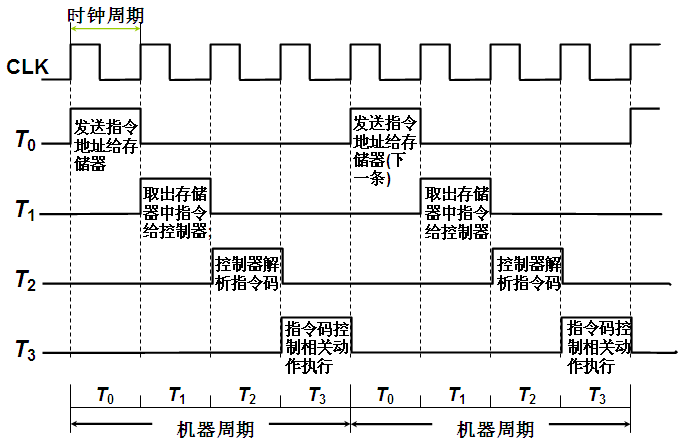 时钟周期
CLK
T0
发送指令
地址给存
储器
发送指令
地址给存
储器(下
一条)
T1
取出存储
器中指令
给控制器
取出存储
器中指令
给控制器
T2
控制器解
析指令码
控制器解
析指令码
T3
指令码控
制相关动
作执行
指令码控
制相关动
作执行
T0 T1 T2 T3 T0 T1 T2 T3
机器周期 机器周期